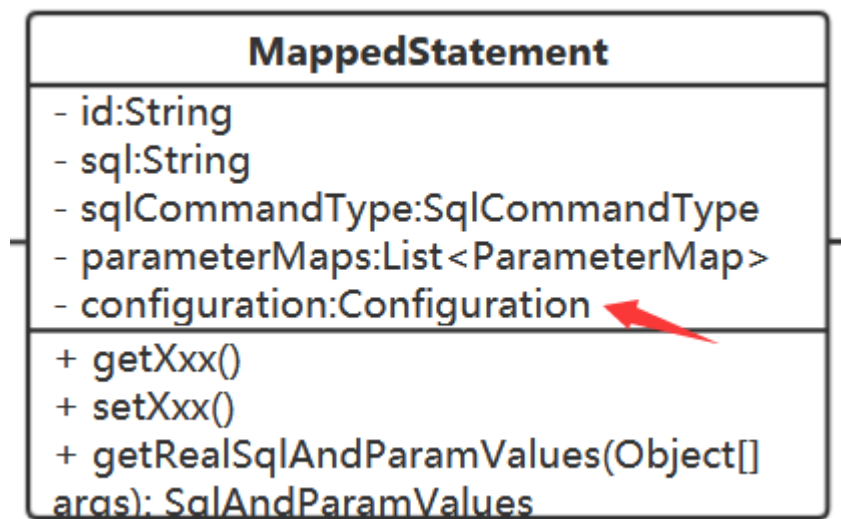 MappedStatement
- id:String
- sql:String
- sqlCommandType:SqlCommandType
- parameterMaps:List<ParameterMap>
- configuration:Configuration
+ getXxx()
+ setXxx()
+ getRealSqlAndParamValues(Object[]
args): SqlAndParamValues